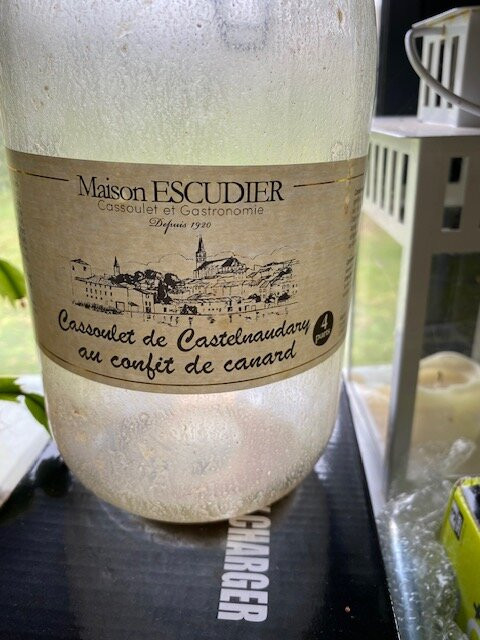 Maison ESCUDIER
Cassoulet et Gastronomie
Depuis 1920
Cassoulet de Castelnaudary
au confit de canard
4
parts
CHARGER